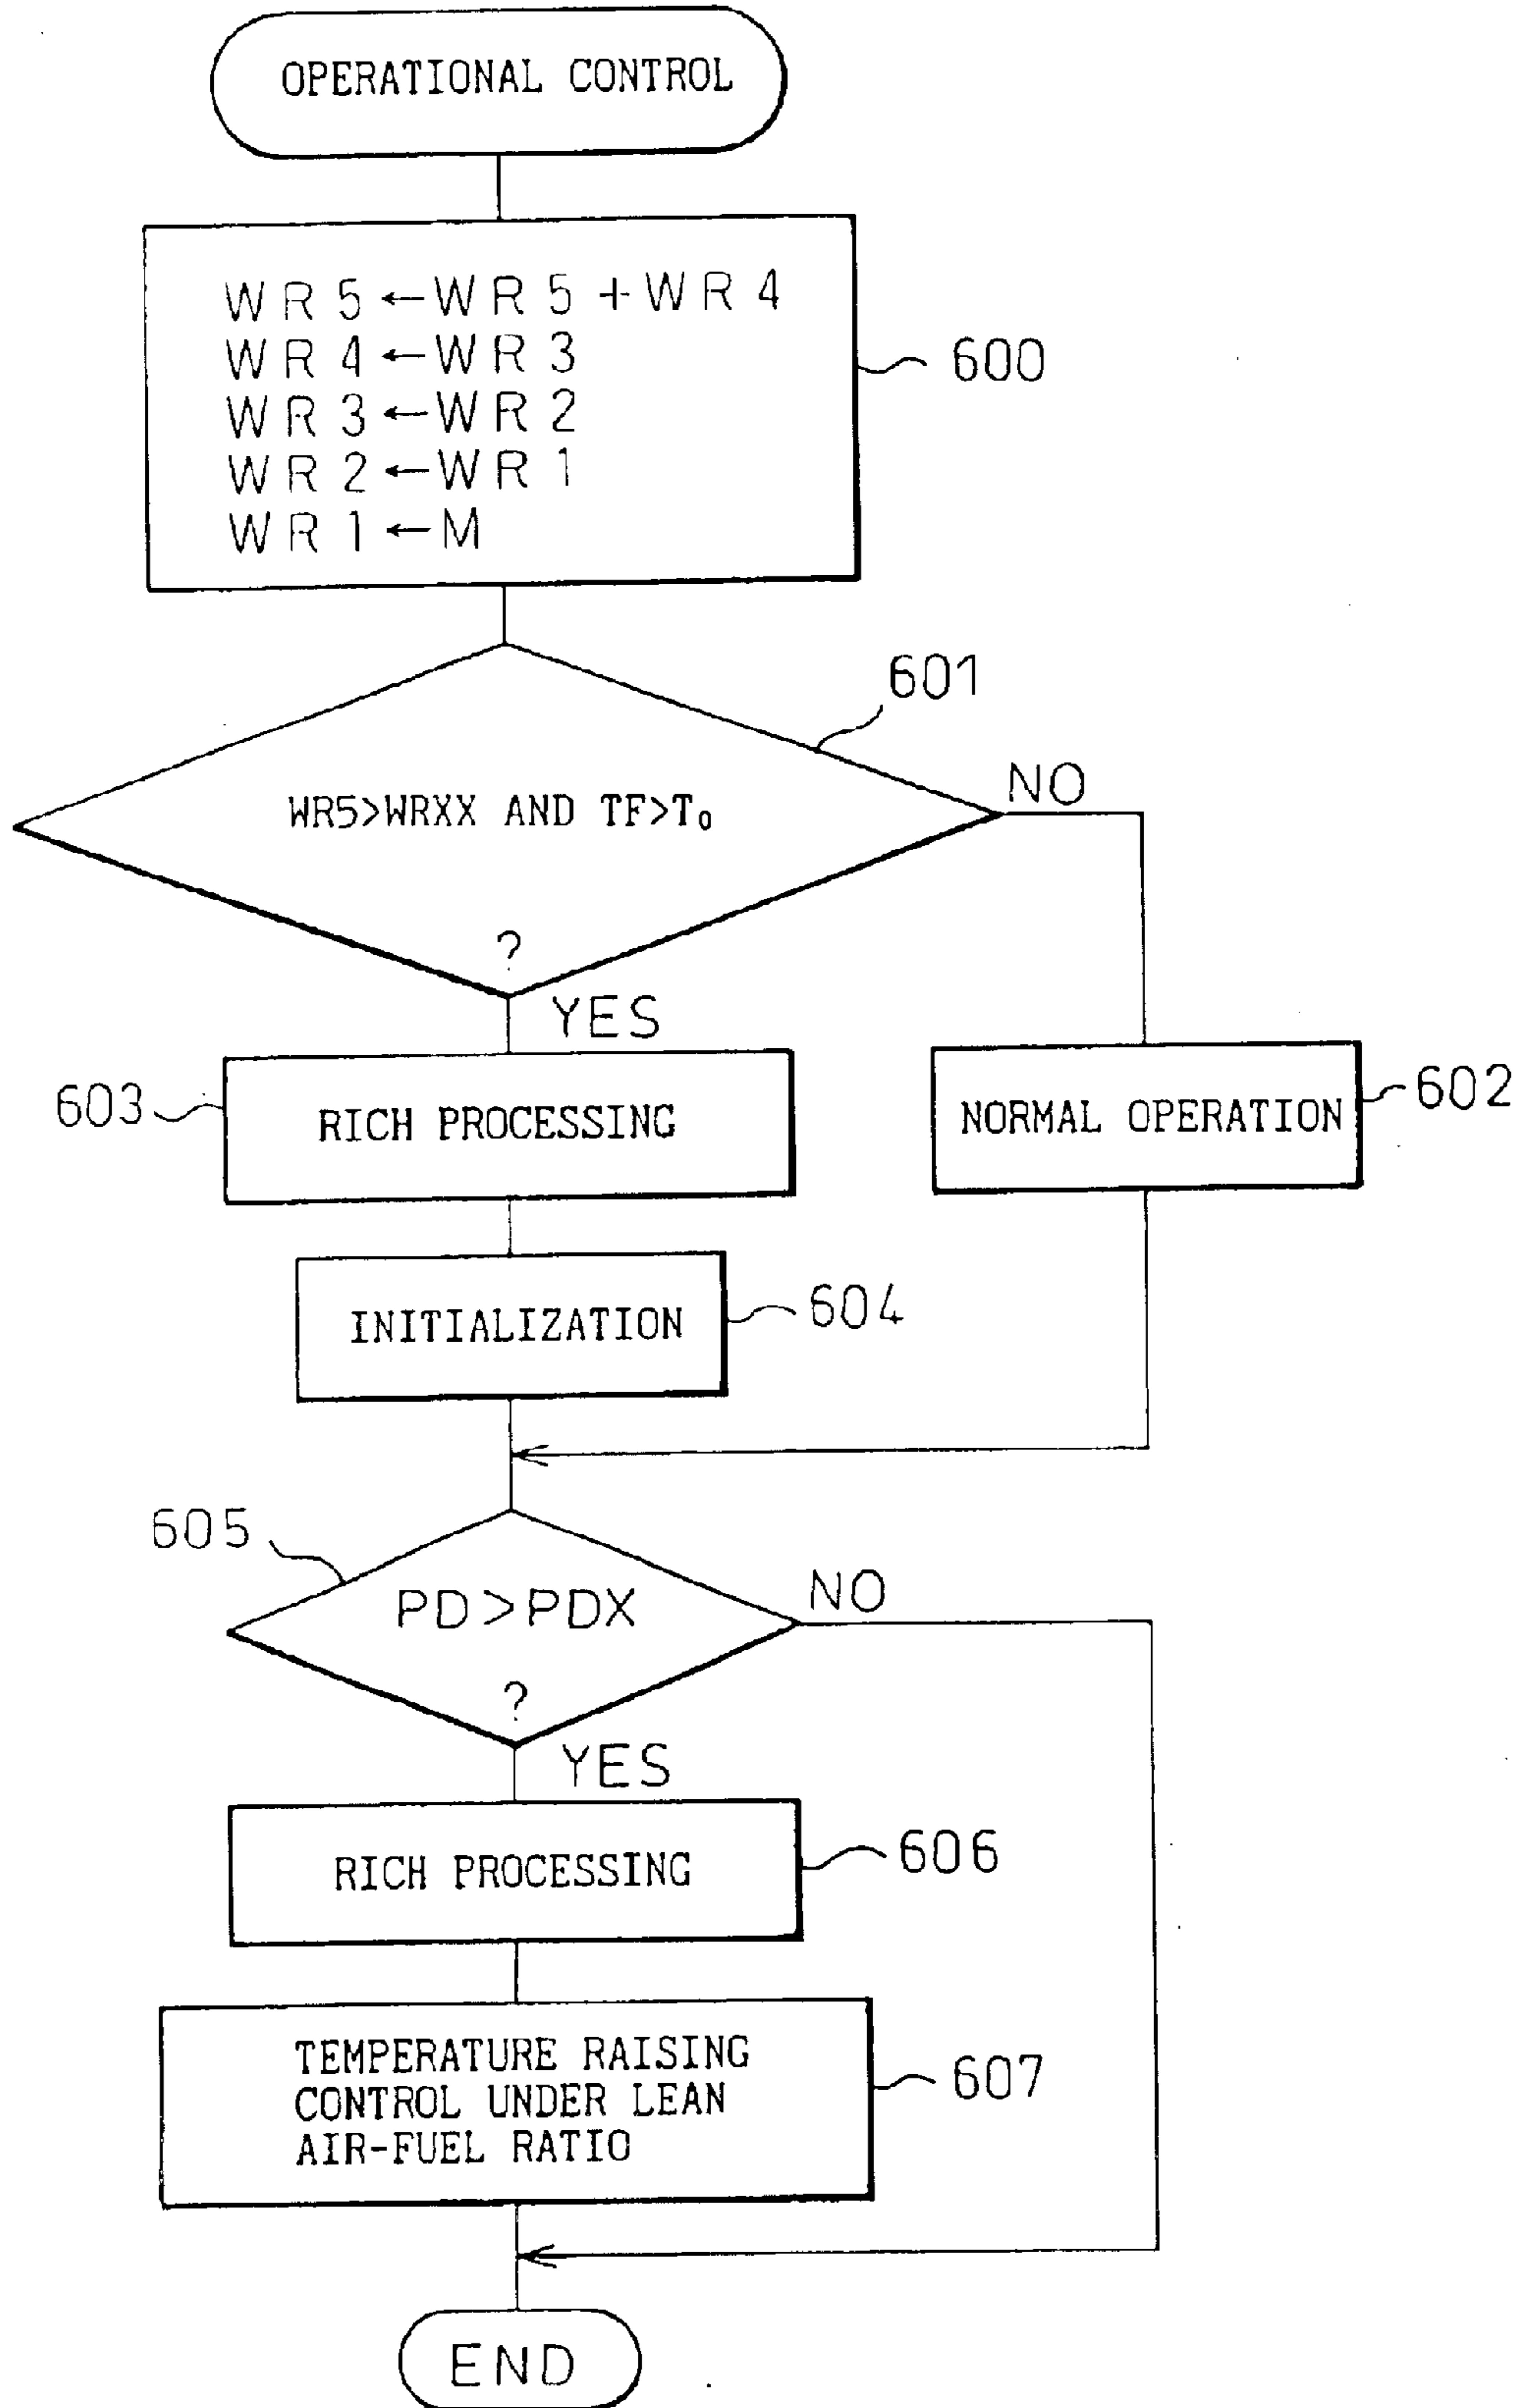 OPERATIONAL CONTROL
WR5←WR5+WR4
WR4←WR3
WR3←WR2
WR2←WR1
WR1←M
600
601
WR5>WRXX AND TF>T₀
?
NO
YES
603
RICH PROCESSING
NORMAL OPERATION
602
INITIALIZATION
604
605
PD>PDX
?
NO
YES
RICH PROCESSING
606
TEMPERATURE RAISING
CONTROL UNDER LEAN
AIR-FUEL RATIO
607
END